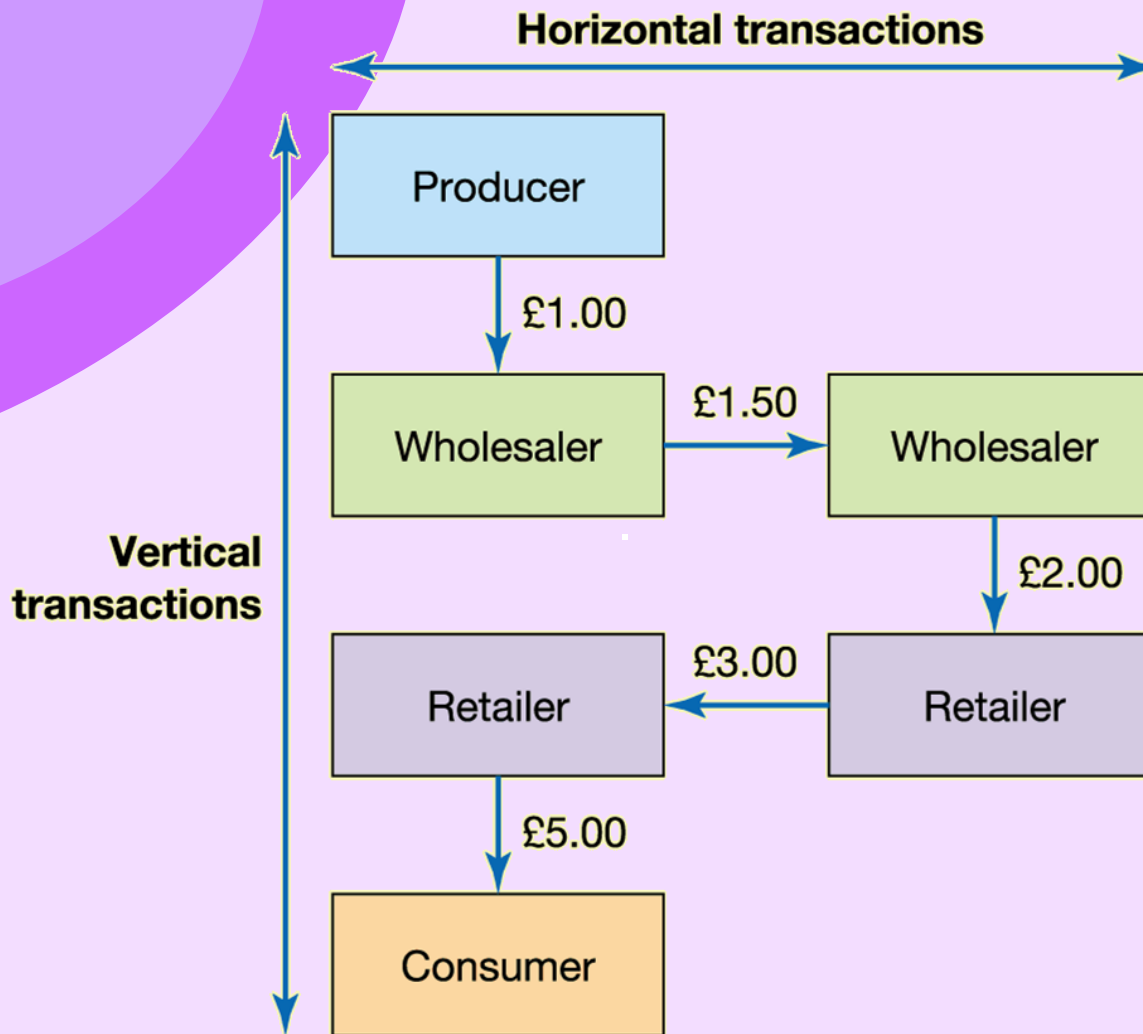 Horizontal transactions
Producer
£1.00
£1.50
Wholesaler
Wholesaler
Vertical
transactions
£2.00
£3.00
Retailer
Retailer
£5.00
Consumer